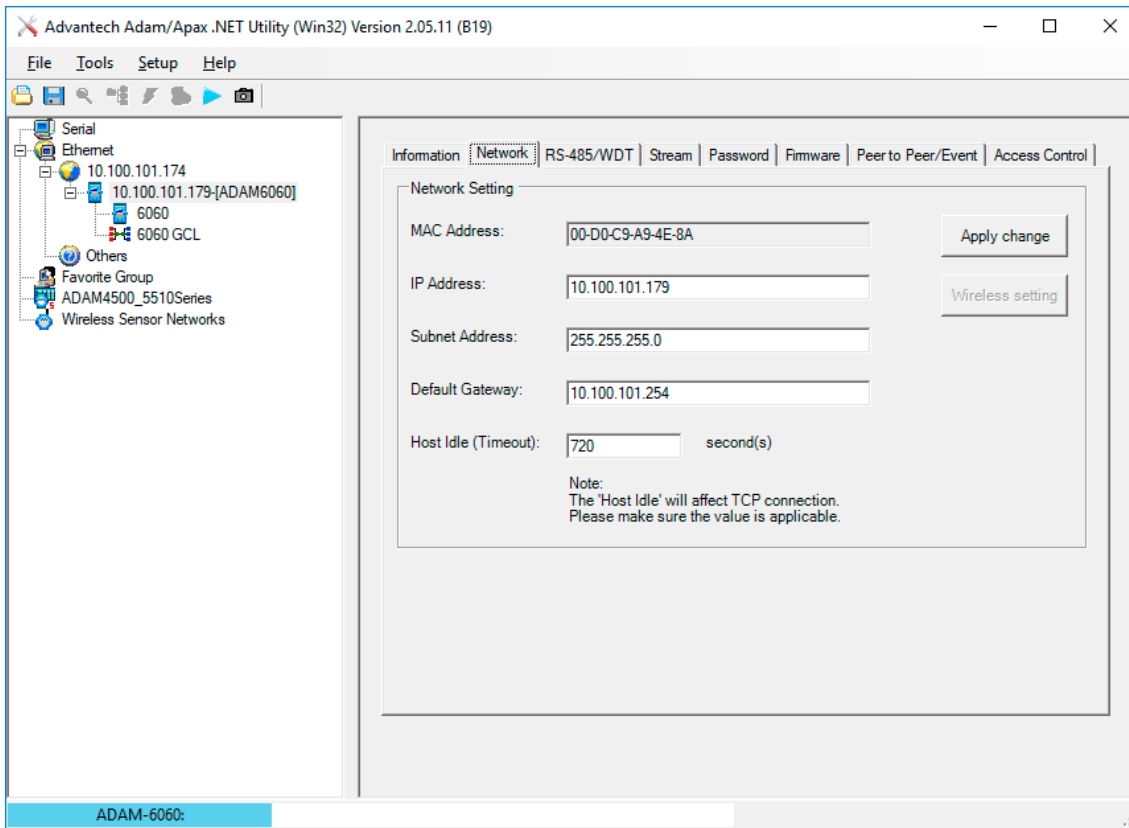 Advantech Adam/Apax .NET Utility (Win32) Version 2.05.11 (B19)
File Tools Setup Help
Serial
Ethernet
10.100.101.174
10.100.101.179-[ADAM6060]
6060
6060 GCL
Others
Favorite Group
ADAM4500_5510Series
Wireless Sensor Networks
Information Network RS-485/WDT Stream Password Firmware Peer to Peer/Event Access Control
Network Setting
MAC Address: 00-D0-C9-A9-4E-8A Apply change
IP Address: 10.100.101.179 Wireless setting
Subnet Address: 255.255.255.0
Default Gateway: 10.100.101.254
Host Idle (Timeout): 720 second(s)
Note:
The 'Host Idle' will affect TCP connection.
Please make sure the value is applicable.
ADAM-6060: